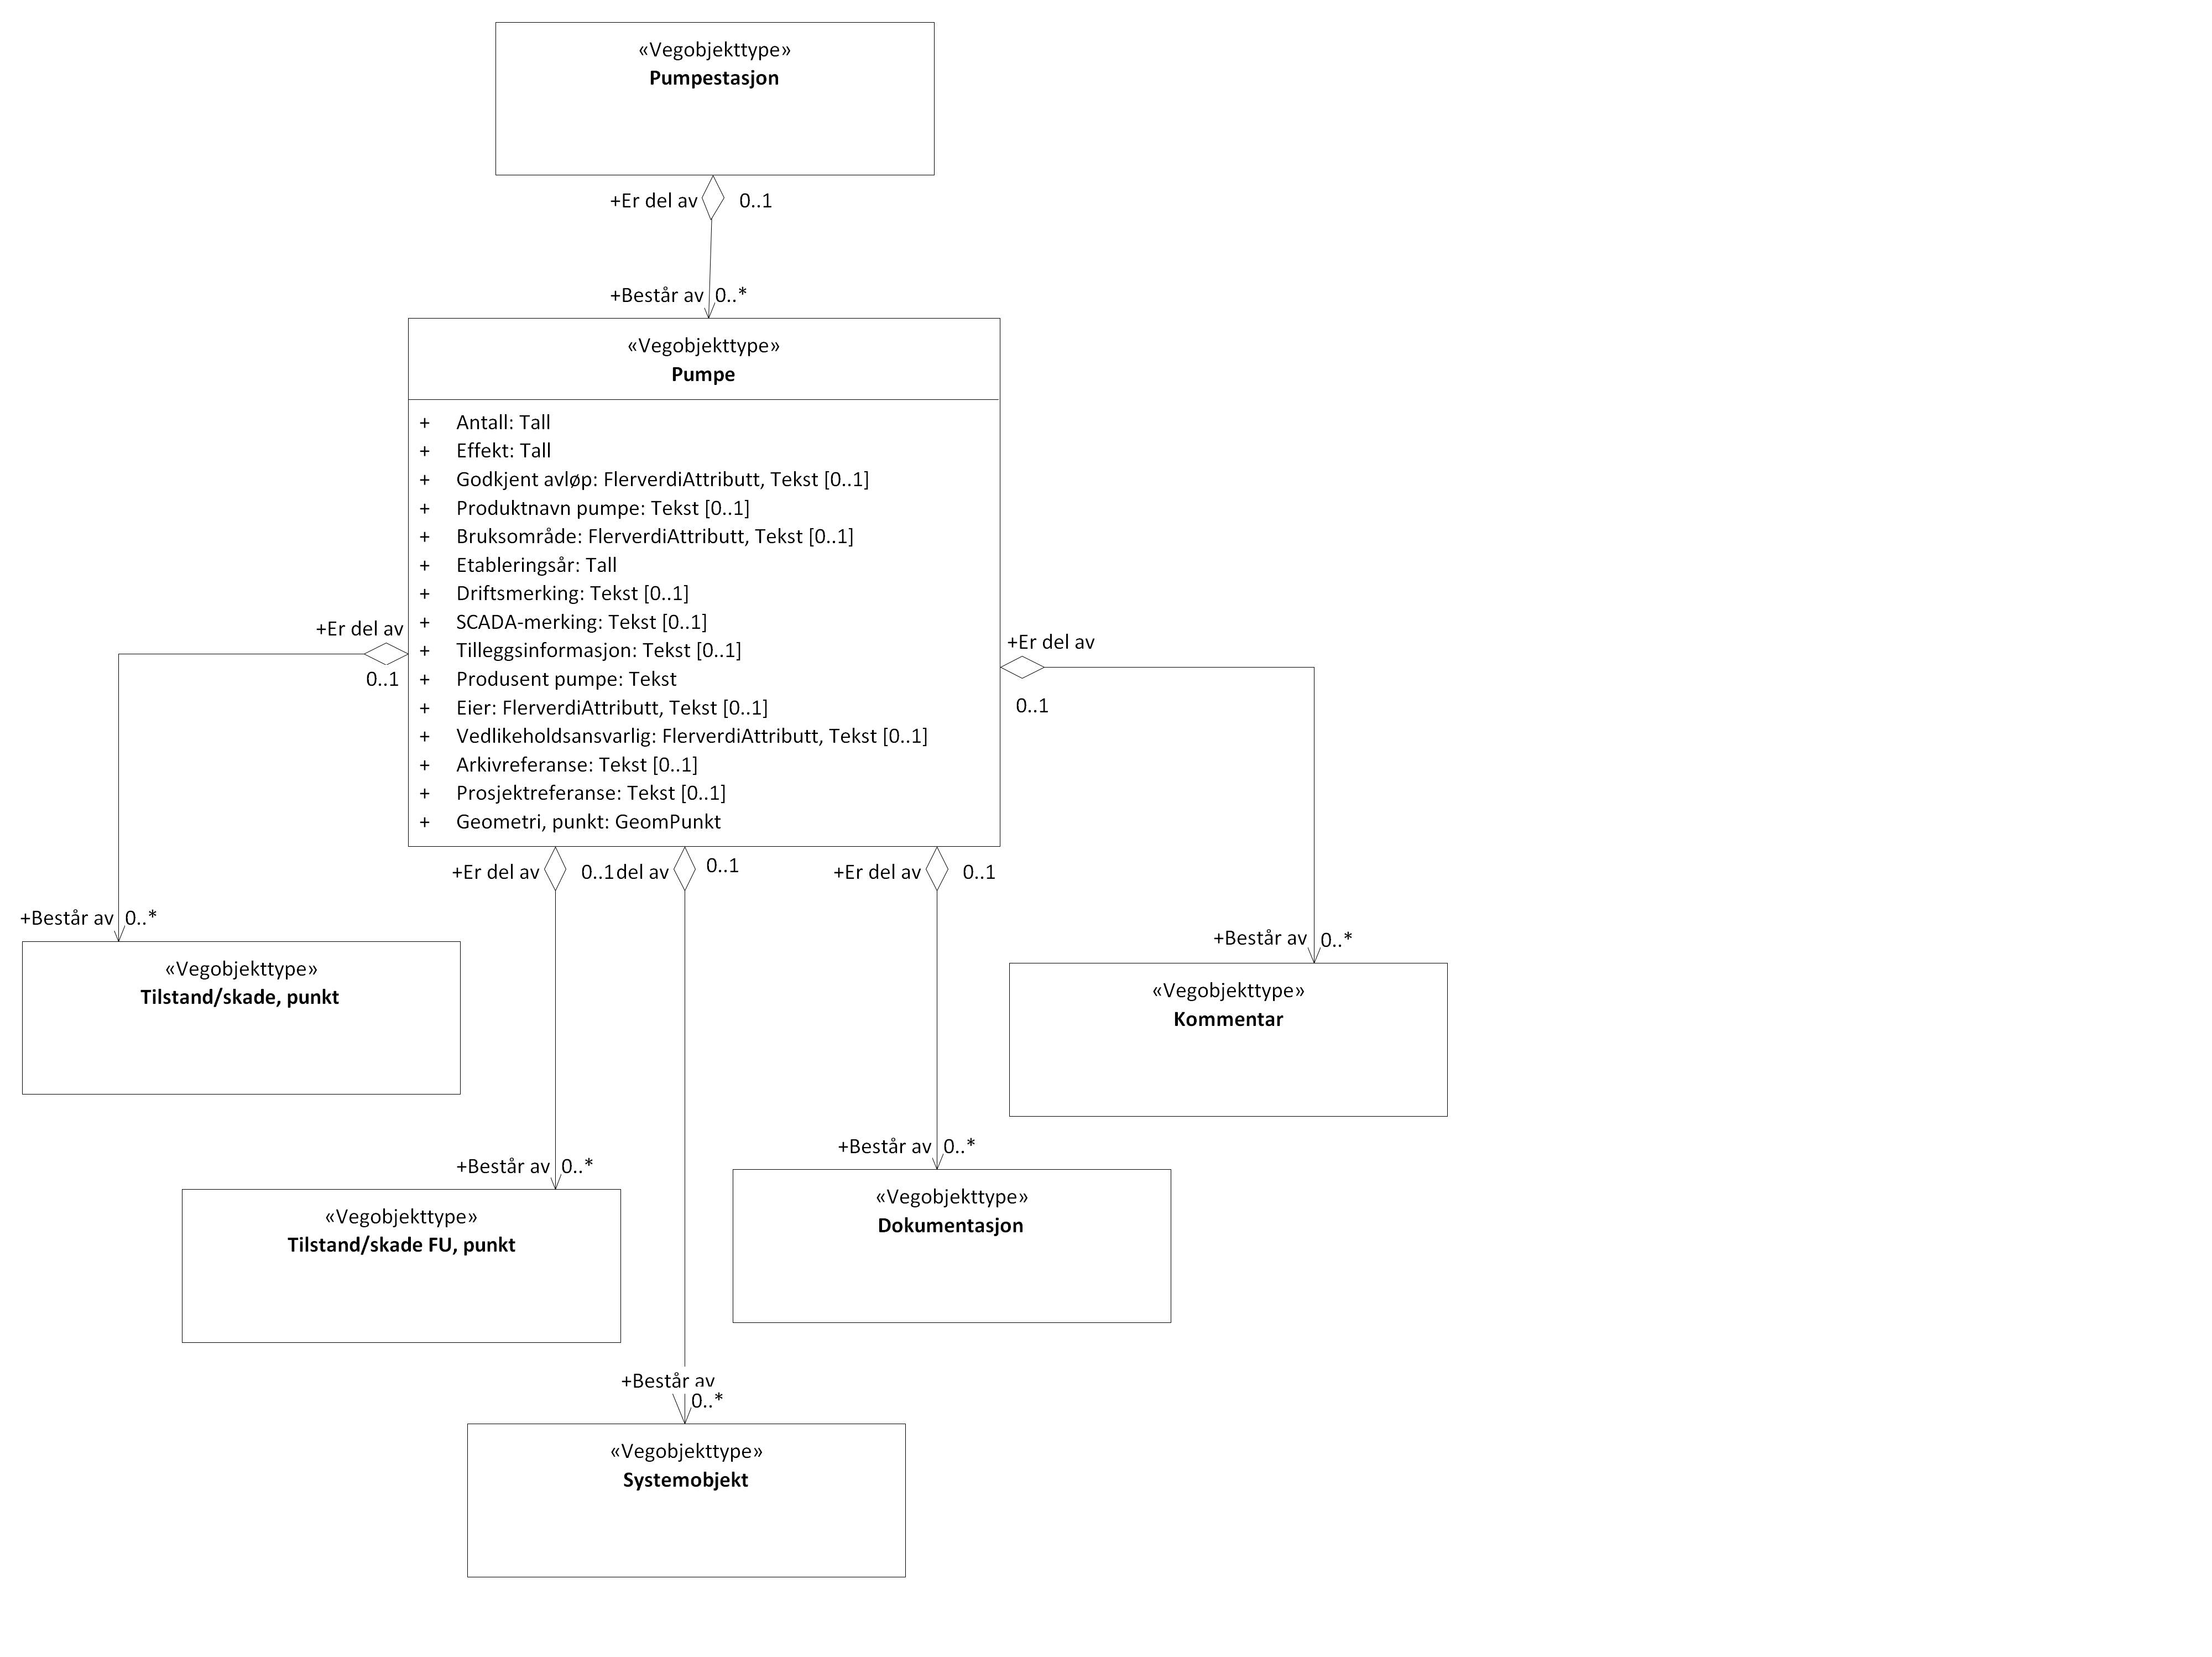 «Vegobjekttype»
Pumpestasjon
+Er del av 0..1
+Består av 0..*
«Vegobjekttype»
Pumpe
+ Antall: Tall
+ Effekt: Tall
+ Godkjent avløp: FlerverdiAttributt, Tekst [0..1]
+ Produktnavn pumpe: Tekst [0..1]
+ Bruksområde: FlerverdiAttributt, Tekst [0..1]
+ Etableringsår: Tall
+ Driftsmerking: Tekst [0..1]
+ SCADA-merking: Tekst [0..1]
+ Tilleggsinformasjon: Tekst [0..1]
+ Produsent pumpe: Tekst
+ Eier: FlerverdiAttributt, Tekst [0..1]
+ Vedlikeholdsansvarlig: FlerverdiAttributt, Tekst [0..1]
+ Arkivreferanse: Tekst [0..1]
+ Prosjektreferanse: Tekst [0..1]
+ Geometri, punkt: GeomPunkt
+Er del av
0..1
+Er del av
0..1
+Er del av 0..1 del av 0..1
+Er del av 0..1
+Består av 0..*
«Vegobjekttype»
Tilstand/skade, punkt
+Består av 0..*
«Vegobjekttype»
Kommentar
+Består av 0..*
«Vegobjekttype»
Dokumentasjon
+Består av 0..*
«Vegobjekttype»
Tilstand/skade FU, punkt
+Består av
0..*
«Vegobjekttype»
Systemobjekt